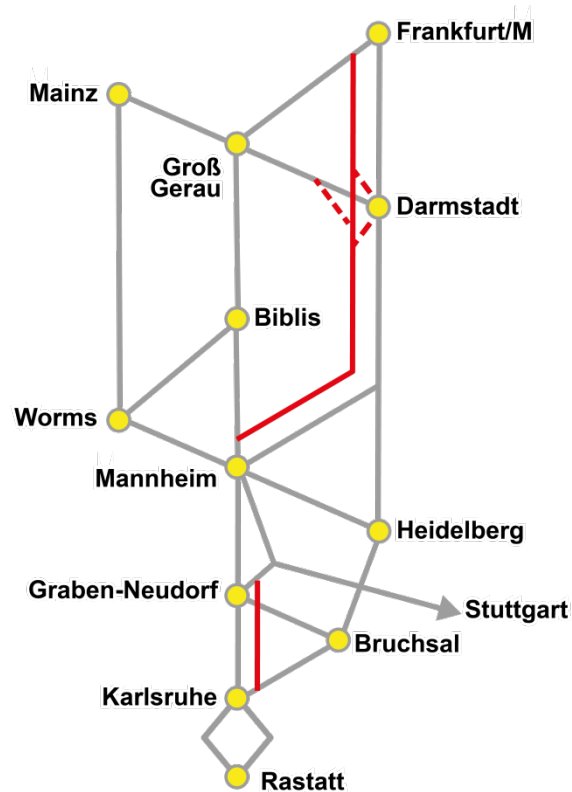 Frankfurt/M
Mainz
Groß
Gerau
Darmstadt
Biblis
Worms
Mannheim
Heidelberg
Graben-Neudorf
Stuttgart
Bruchsal
Karlsruhe
Rastatt